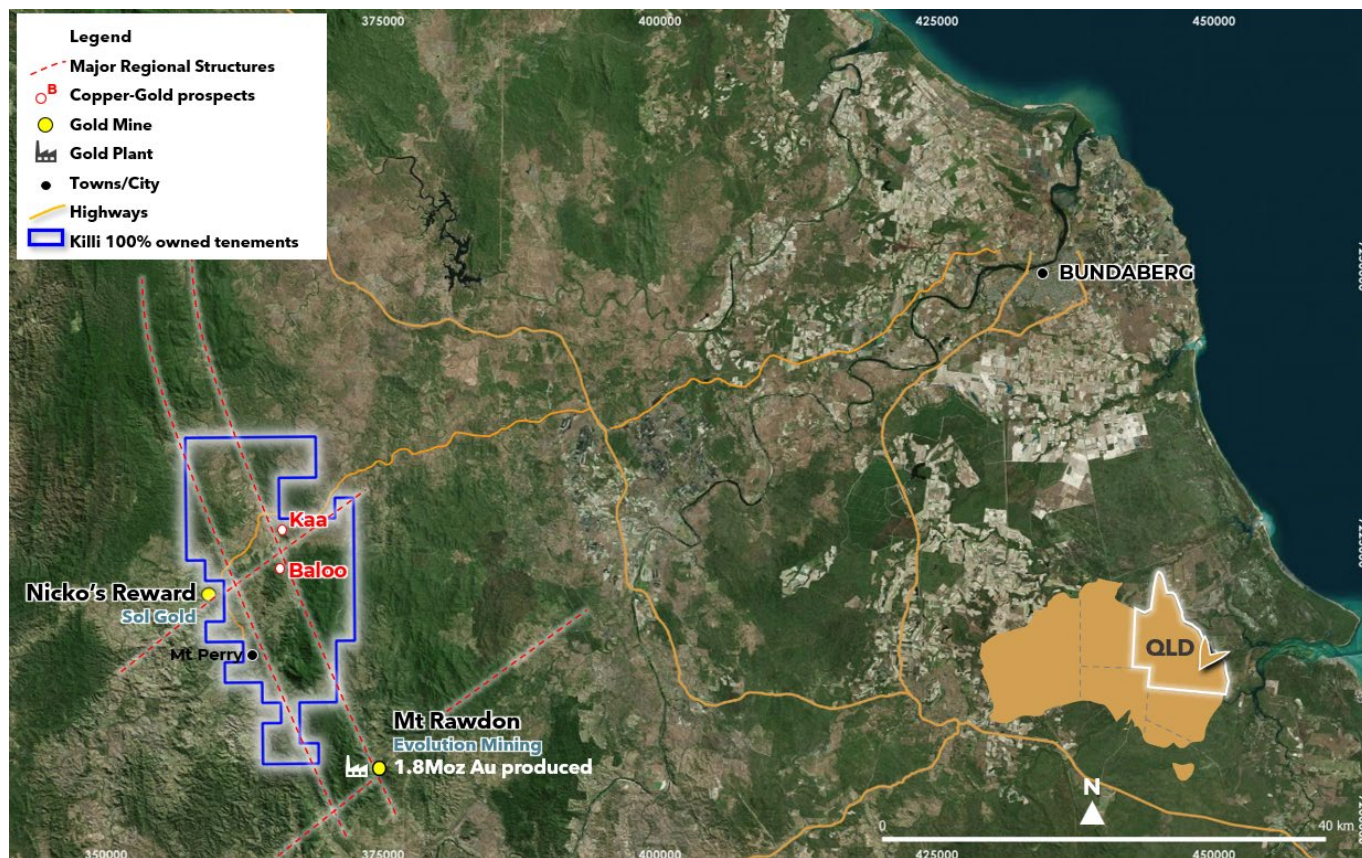 375000
400000
425000
450000
Legend
Major Regional Structures
B
Copper-Gold prospects
Gold Mine
Gold Plant
Towns/City
Highways
Killi 100% owned tenements
BUNDABERG
Kaa
Baloo
Nicko's Reward
Sol Gold
Mt Perry
QLD
Mt Rawdon
Evolution Mining
1.8Moz Au produced
N
0
40 km
350000
375000
400000
425000
450000